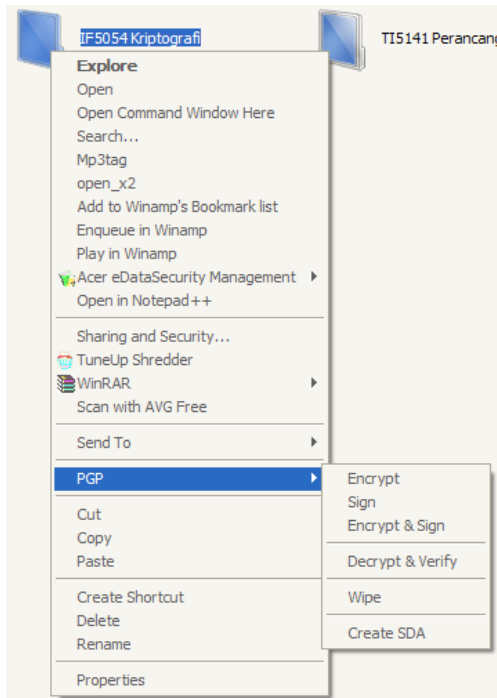 IF5054 Kriptografi
TI5141 Perancang
Explore
Open
Open Command Window Here
Search...
Mp3tag
open_x2
Add to Winamp's Bookmark list
Enqueue in Winamp
Play in Winamp
Acer eDataSecurity Management
Open in Notepad++
Sharing and Security...
TuneUp Shredder
WinRAR
Scan with AVG Free
Send To
PGP
Cut
Copy
Paste
Create Shortcut
Delete
Rename
Properties
Encrypt
Sign
Encrypt & Sign
Decrypt & Verify
Wipe
Create SDA